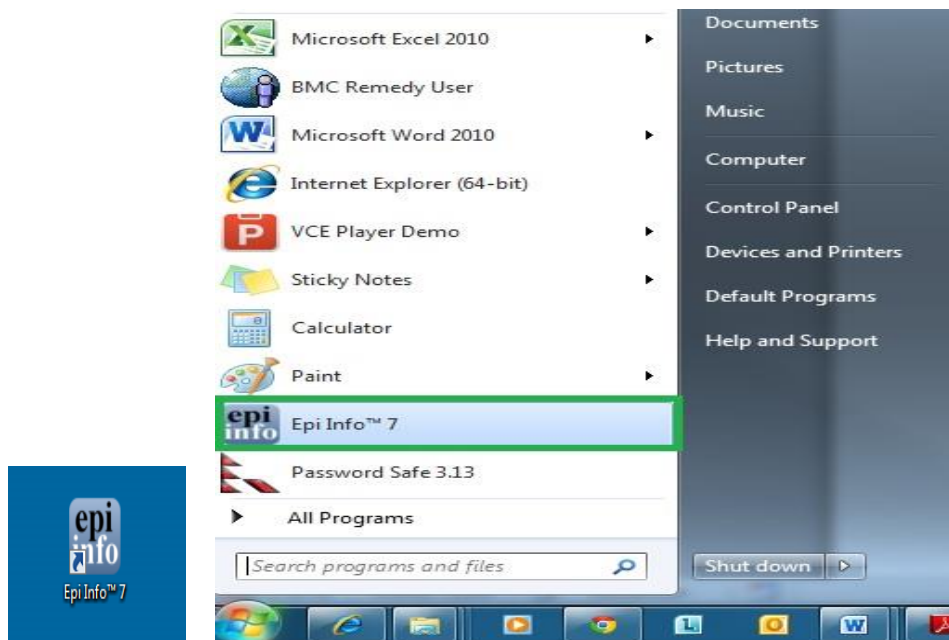 epi
info
Epi Info™ 7
Microsoft Excel 2010
BMC Remedy User
Microsoft Word 2010
Internet Explorer (64-bit)
VCE Player Demo
Sticky Notes
Calculator
Paint
epi
info
Epi Info™ 7
Password Safe 3.13
All Programs
Search programs and files
Documents
Pictures
Music
Computer
Control Panel
Devices and Printers
Default Programs
Help and Support
Shut down